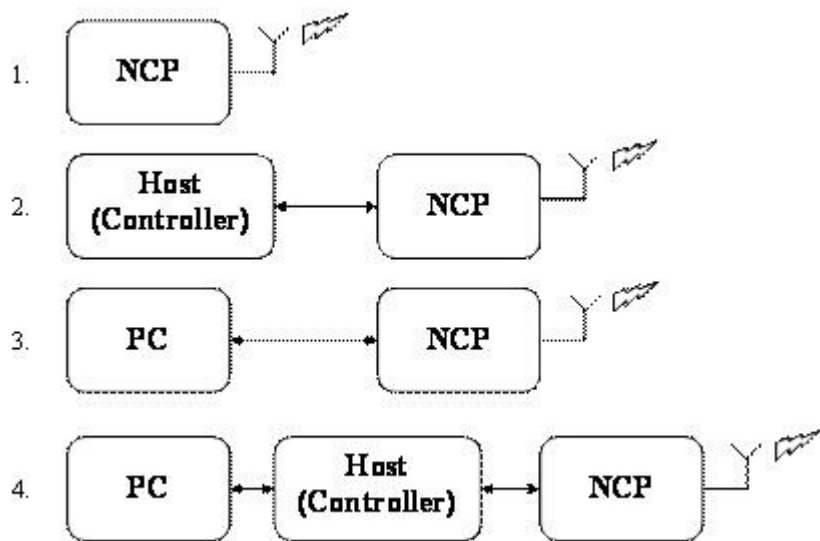 1. NCP
2. Host (Controller) NCP
3. PC NCP
4. PC Host (Controller) NCP